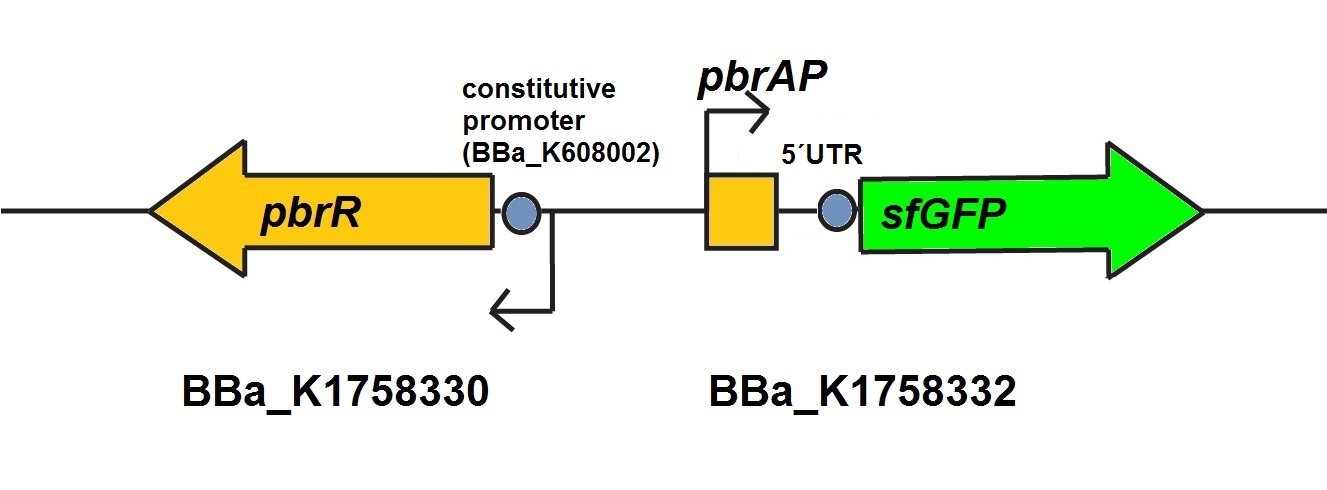 constitutive
promoter
(BBa_K608002)
pbrAP
5´UTR
pbrR
sfGFP
BBa_K1758330
BBa_K1758332